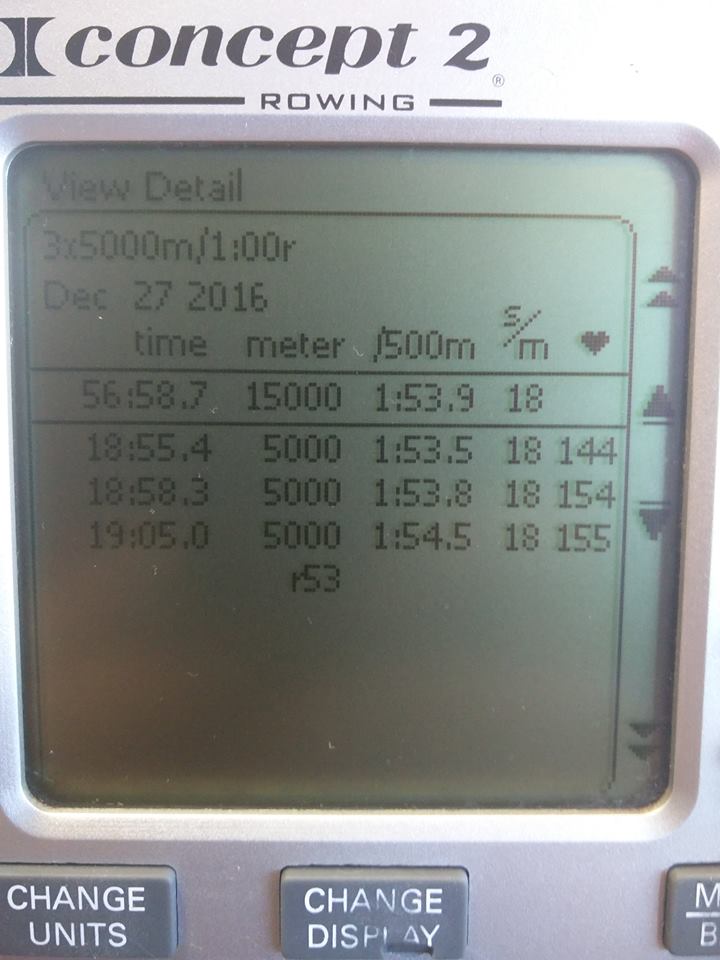 concept 2 ®
ROWING
View Detail
3x5000m/1:00r
Dec 27 2016
time meter /500m s/m ♥
56:58.7 15000 1:53.9 18
18:55.4 5000 1:53.5 18 144
18:58.3 5000 1:53.8 18 154
19:05.0 5000 1:54.5 18 155
r53
CHANGE
UNITS
CHANGE
DISPLAY
M
B